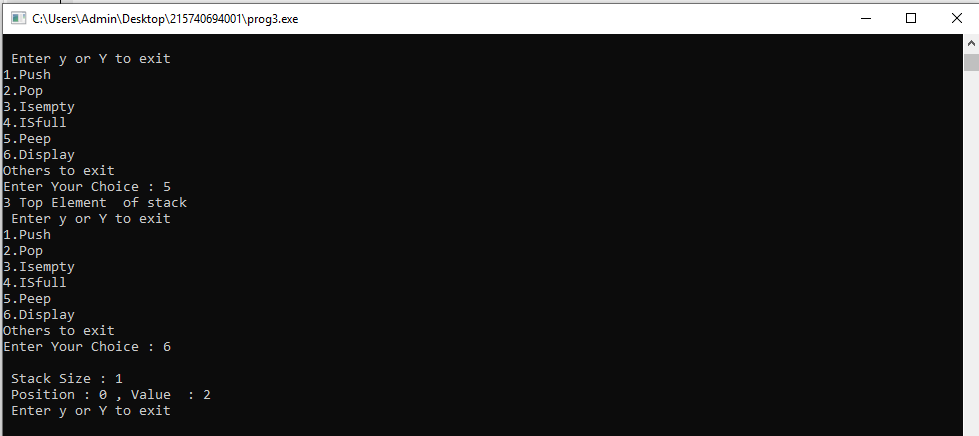 C:\Users\Admin\Desktop\215740694001\prog3.exe
Enter y or Y to exit
1.Push
2.Pop
3.Isempty
4.ISfull
5.Peep
6.Display
Others to exit
Enter Your Choice : 5
3 Top Element  of stack
Enter y or Y to exit
1.Push
2.Pop
3.Isempty
4.ISfull
5.Peep
6.Display
Others to exit
Enter Your Choice : 6
Stack Size : 1
Position : 0 , Value  : 2
Enter y or Y to exit